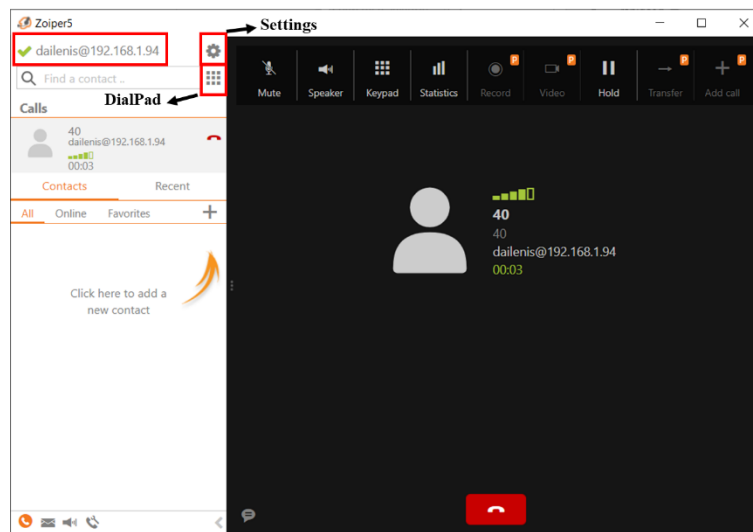 Zoiper5
Settings
dailenis@192.168.1.94
Find a contact ..
DialPad
Calls
40
dailenis@192.168.1.94
00:03
Contacts
Recent
All
Online
Favorites
Click here to add a
new contact
Mute
Speaker
Keypad
Statistics
P
Record
P
Video
Hold
P
Transfer
P
Add call
40
40
dailenis@192.168.1.94
00:03